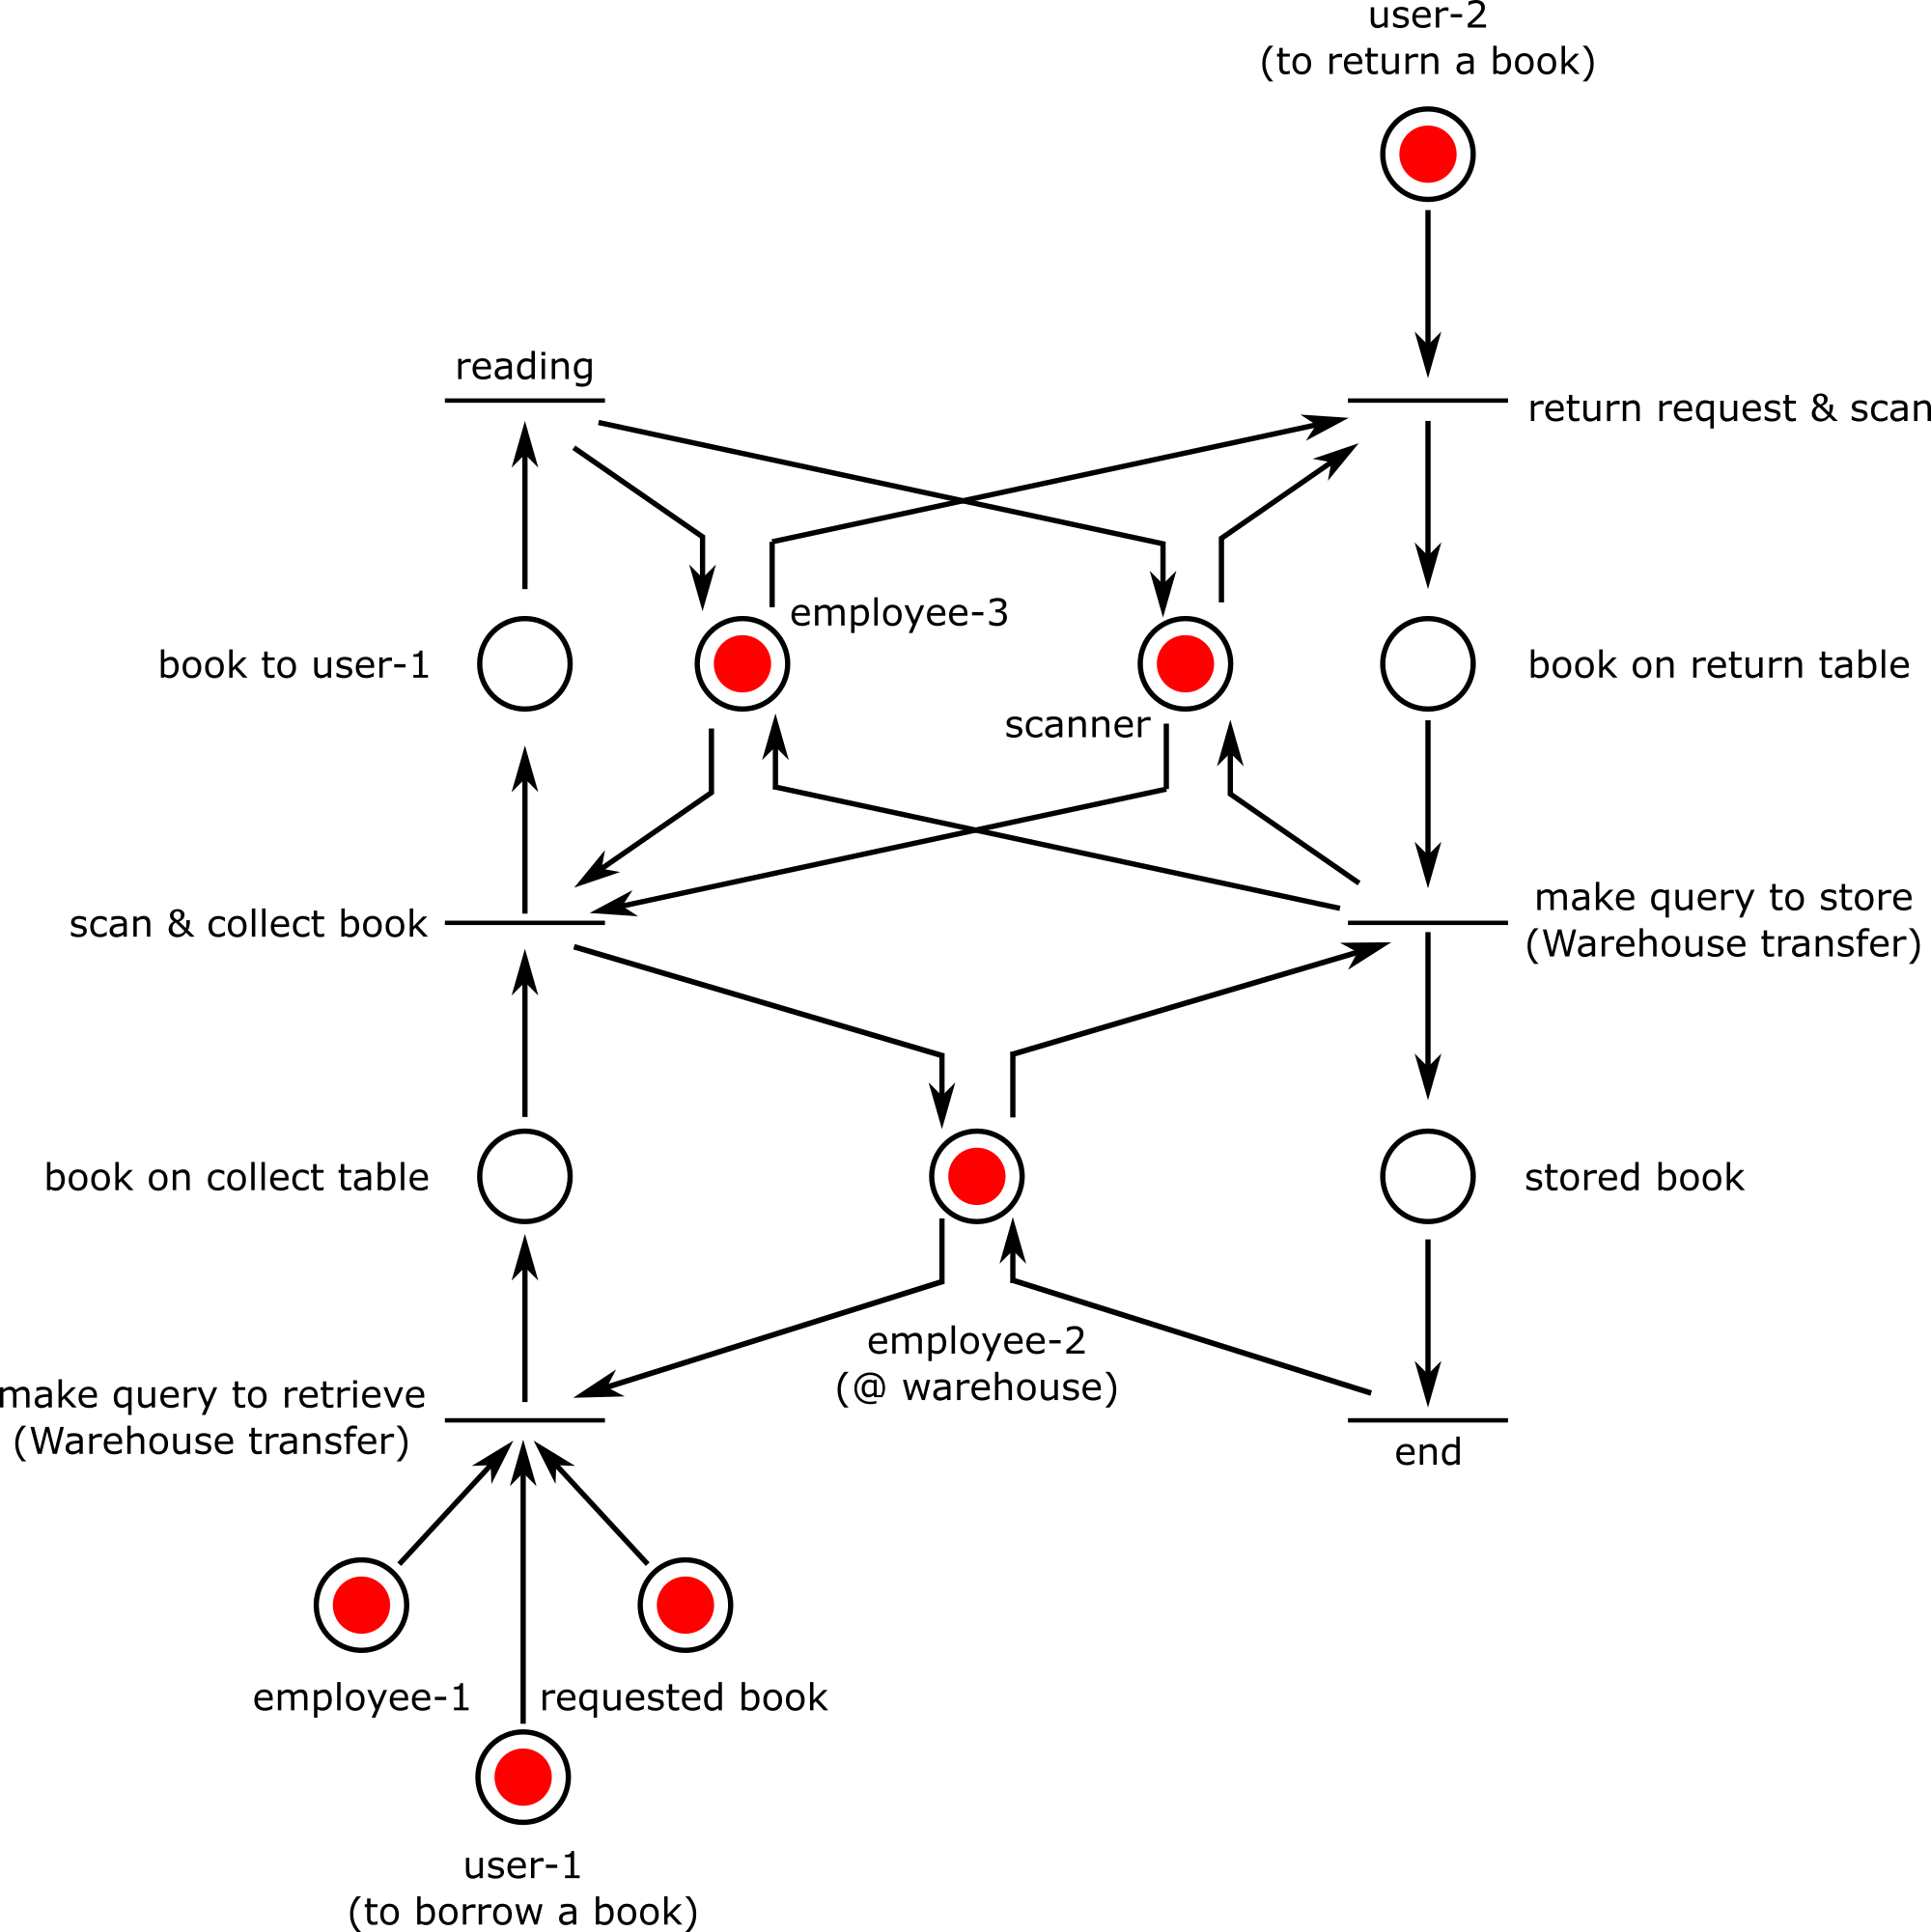 user-2
(to return a book)
reading
return request & scan
employee-3
book to user-1
book on return table
scanner
scan & collect book
make query to store
(Warehouse transfer)
book on collect table
stored book
employee-2
(@ warehouse)
make query to retrieve
(Warehouse transfer)
end
employee-1
requested book
user-1
(to borrow a book)